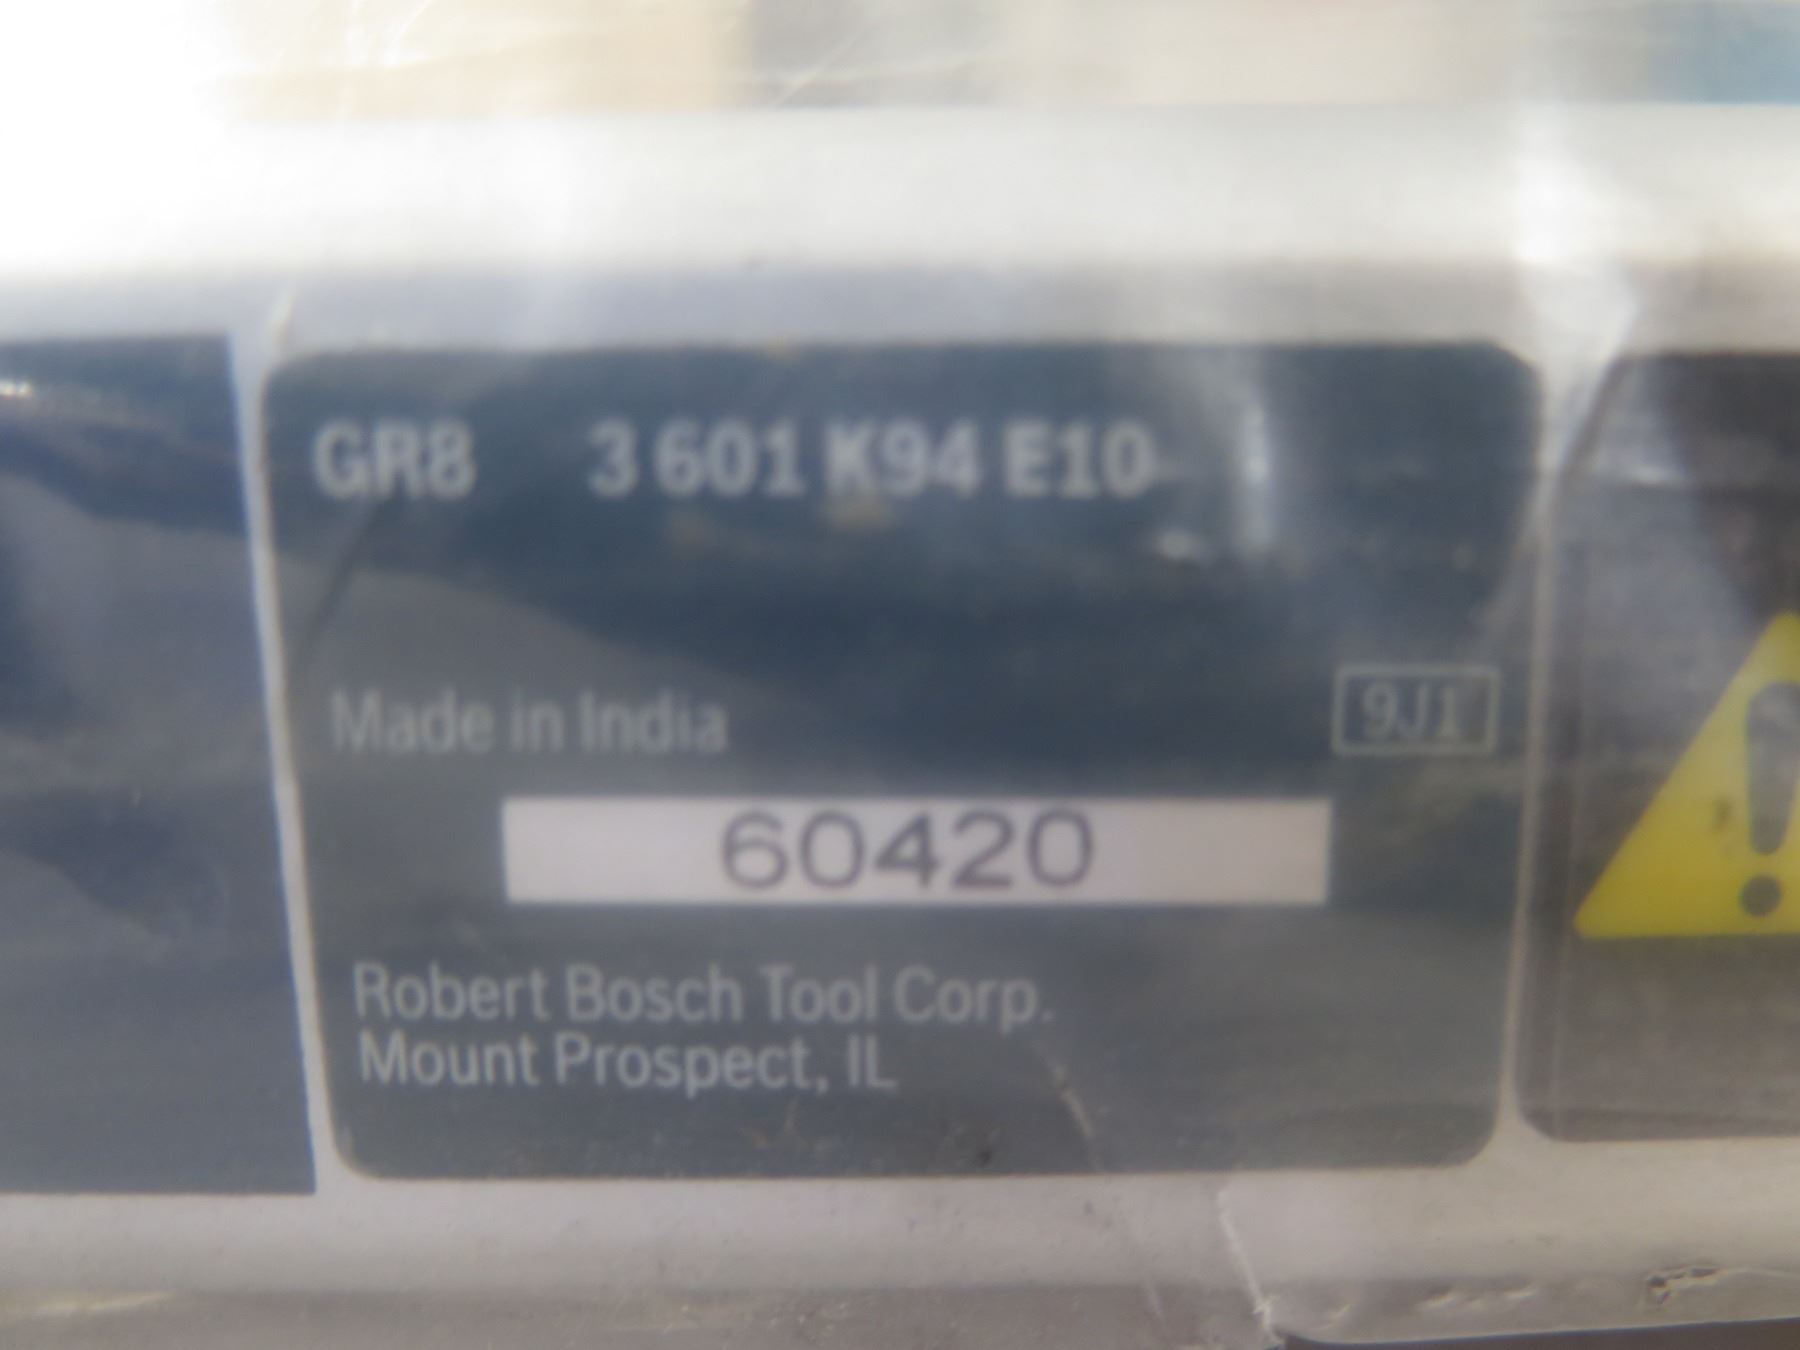 GR8 3 601 K94 E10
Made in India
9J1
60420
Robert Bosch Tool Corp.
Mount Prospect, IL